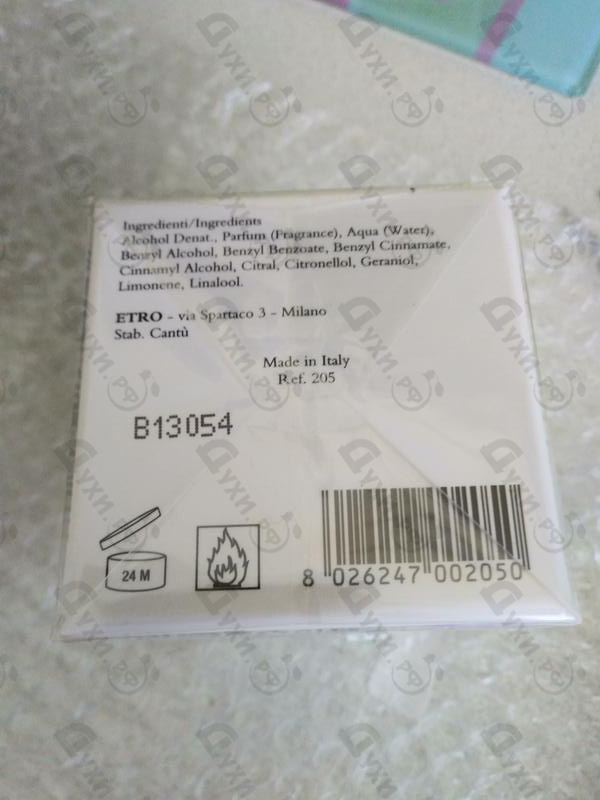 Ingredienti/Ingredients
Alcohol Denat., Parfum (Fragrance), Aqua (Water),
Benzyl Alcohol, Benzyl Benzoate, Benzyl Cinnamate,
Cinnamyl Alcohol, Citral, Citronellol, Geraniol,
Limonene, Linalool.
ETRO - via Spartaco 3 - Milano
Stab. Cantù
Made in Italy
Ref. 205
B13054
24 M
8 026247 002050
Духи.рф